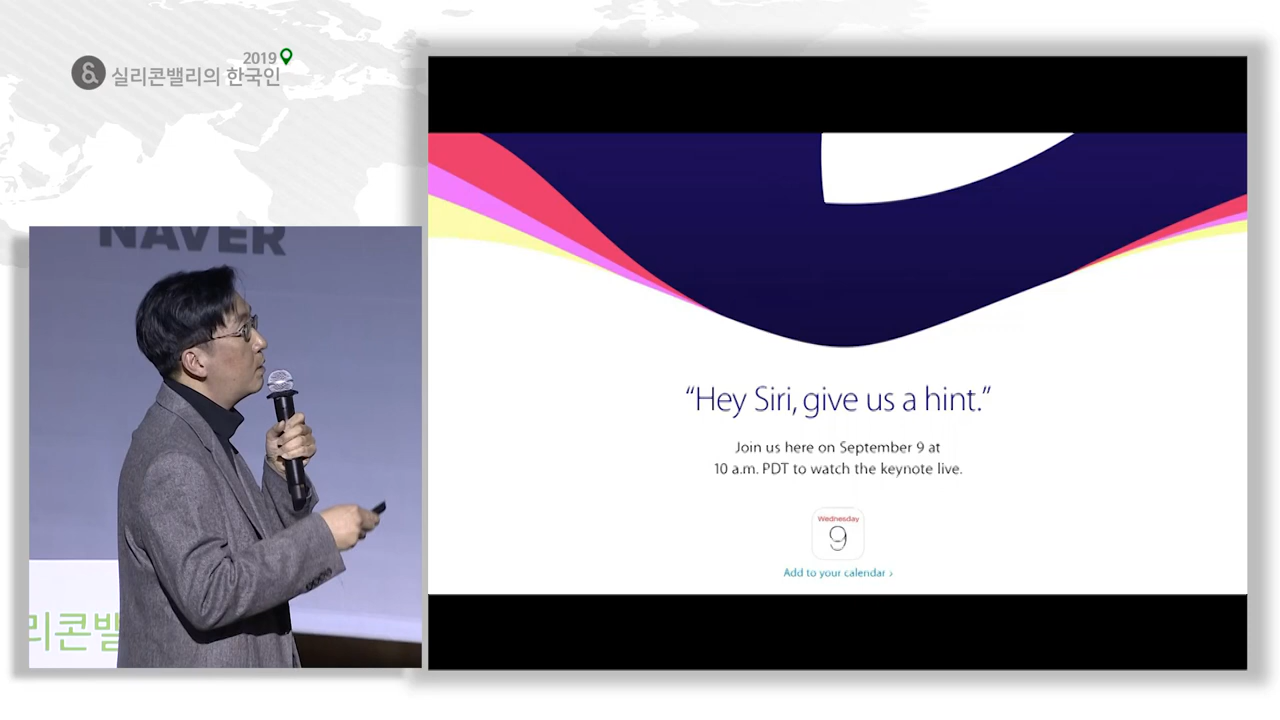 2019
& 실리콘밸리의 한국인
NAVER
리콘밸
“Hey Siri, give us a hint.”
Join us here on September 9 at
10 a.m. PDT to watch the keynote live.
Wednesday
9
Add to your calendar ›